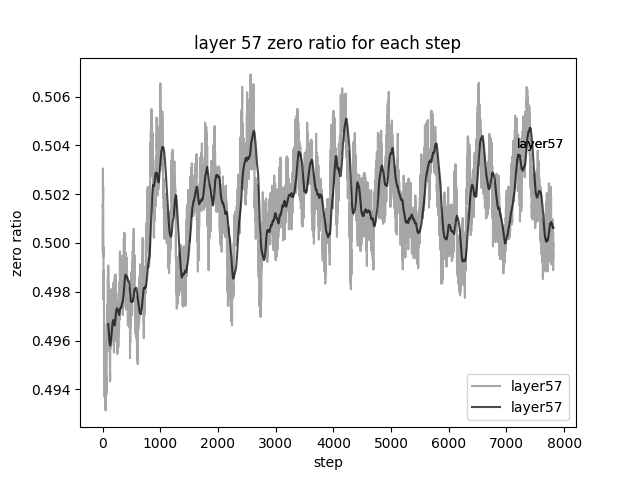 layer 57 zero ratio for each step
zero ratio
0.506
0.504
0.502
0.500
0.498
0.496
0.494
layer57
layer57
layer57
0 1000 2000 3000 4000 5000 6000 7000 8000
step